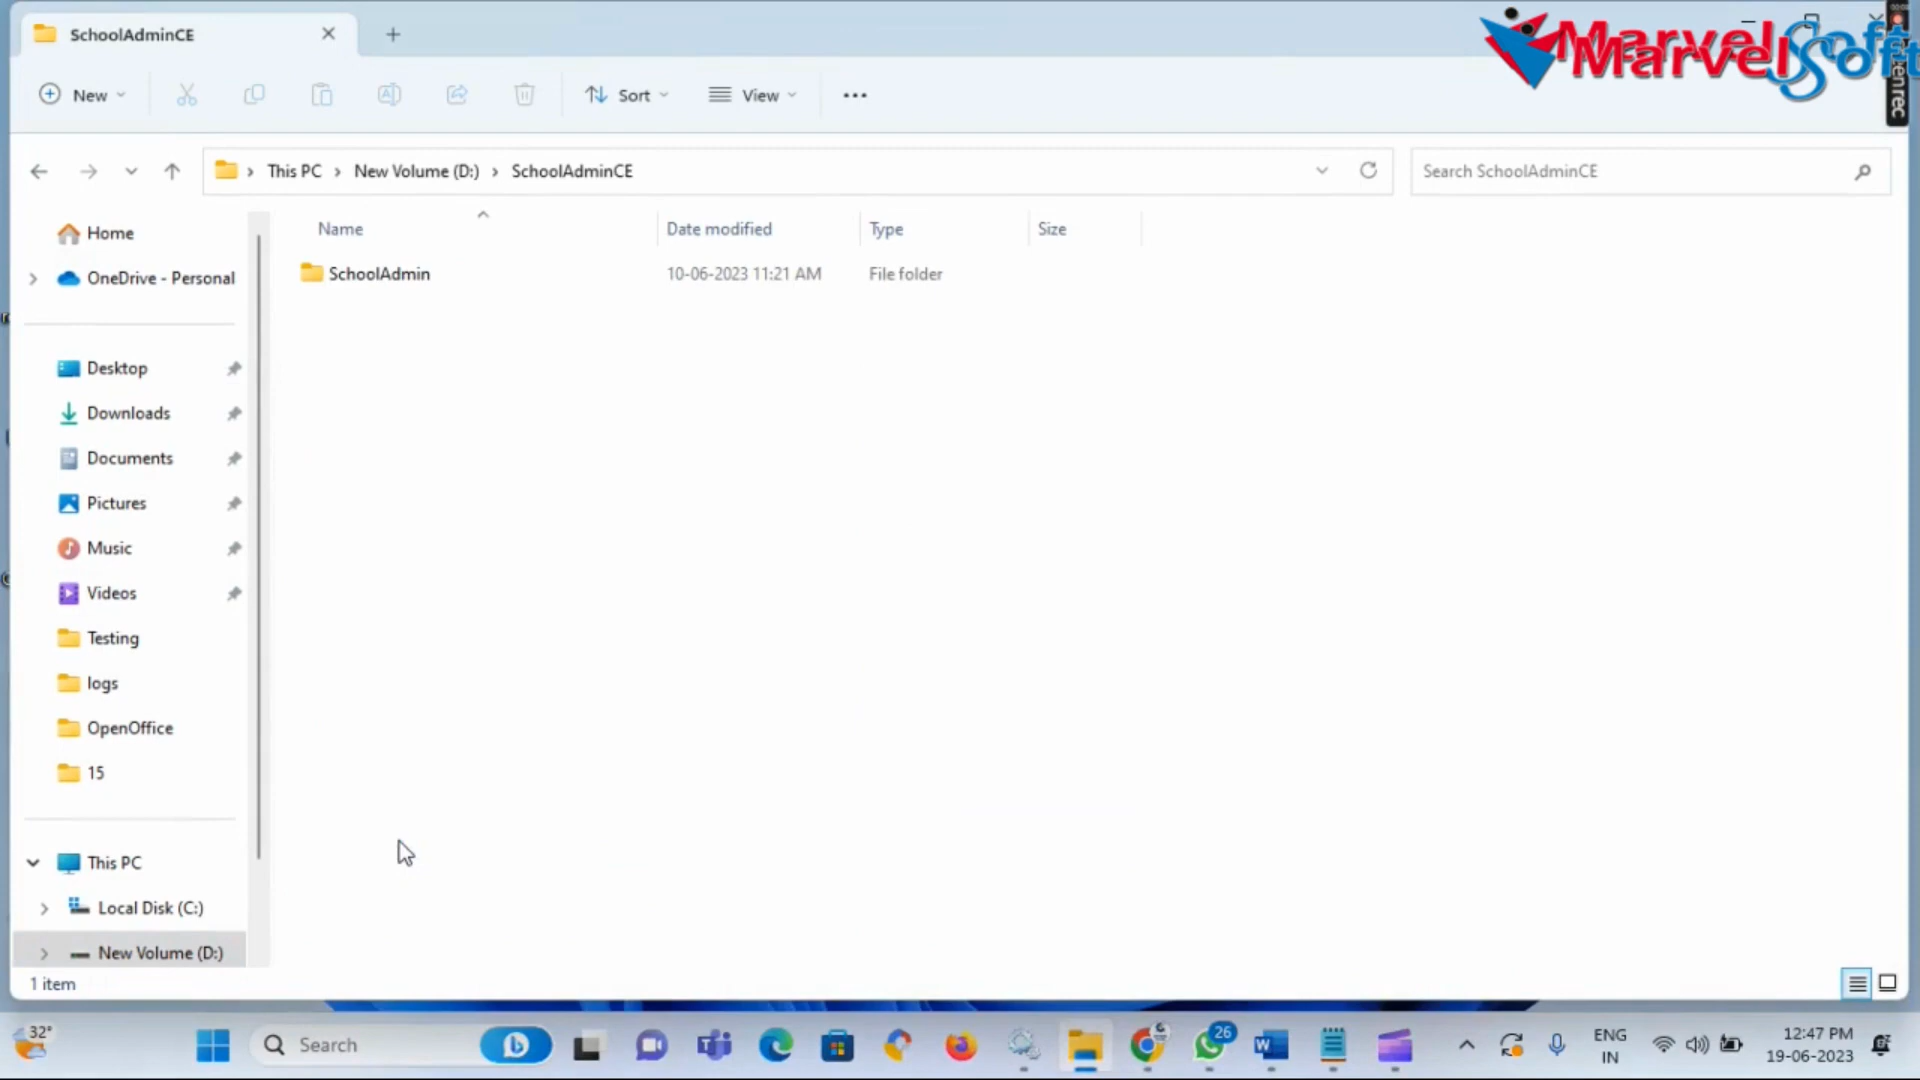 SchoolAdminCE
MarvelSoft
MarvelSoft
New
Sort
View
This PC
New Volume (D:)
SchoolAdminCE
Search SchoolAdminCE
Home
OneDrive - Personal
Desktop
Downloads
Documents
Pictures
Music
Videos
Testing
logs
OpenOffice
15
This PC
Local Disk (C:)
New Volume (D:)
Name
Date modified
Type
Size
SchoolAdmin
10-06-2023 11:21 AM
File folder
1 item
32°
Search
26
ENG
IN
12:47 PM
19-06-2023